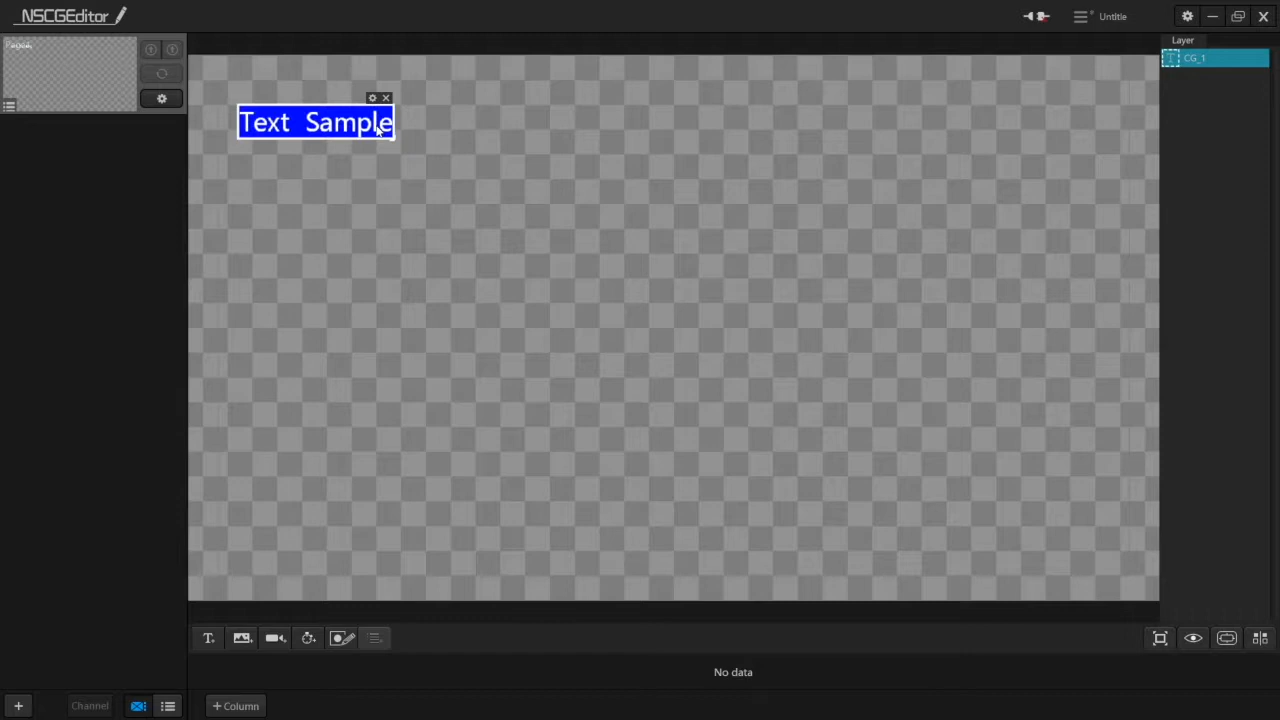 NSCGEditor
Untitle
Layer
CG_1
Text Sample
No data
Channel
+ Column